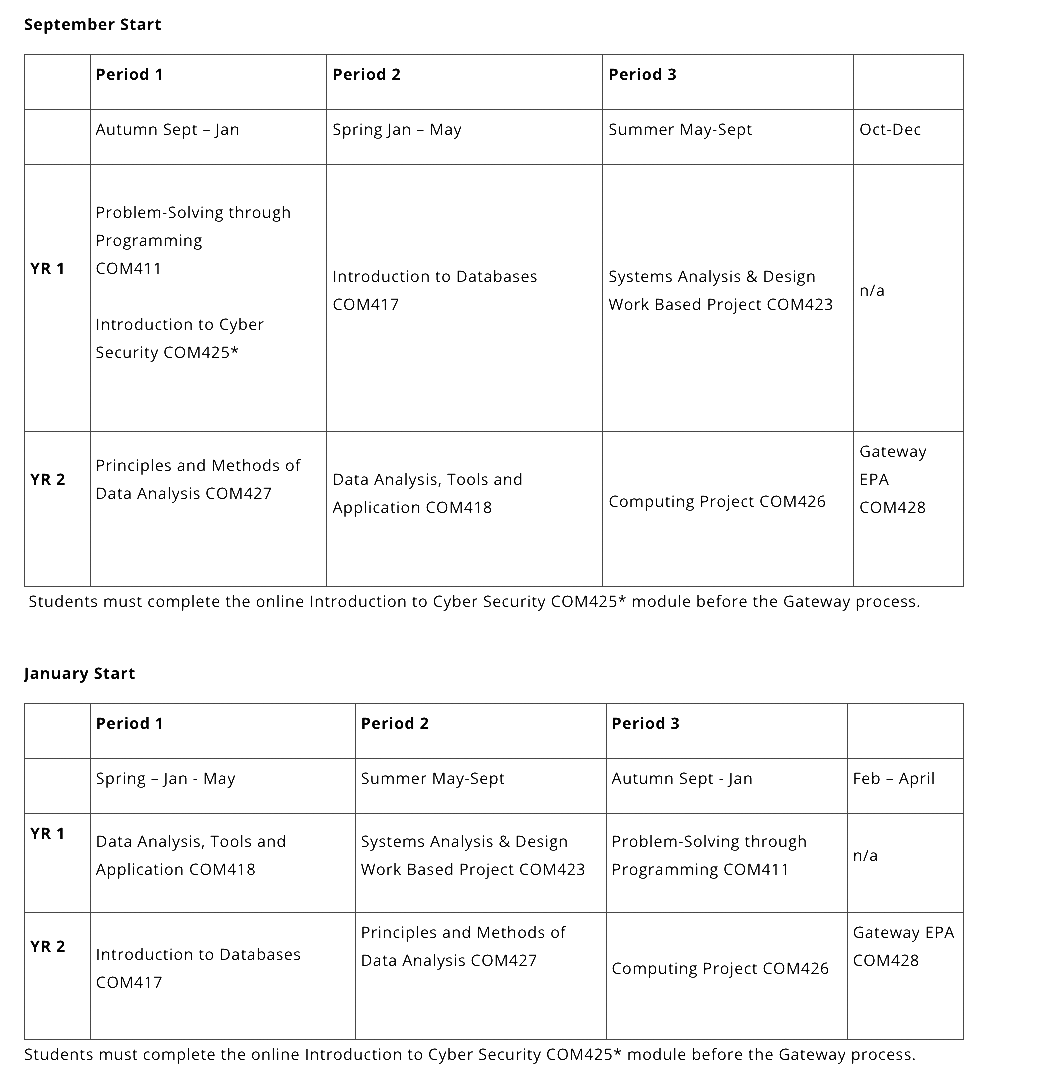 September Start
Period 1
Period 2
Period 3
Autumn Sept – Jan
Spring Jan – May
Summer May-Sept
Oct-Dec
YR 1
Problem-Solving through
Programming
COM411
Introduction to Cyber
Security COM425*
Introduction to Databases
COM417
Systems Analysis & Design
Work Based Project COM423
n/a
YR 2
Principles and Methods of
Data Analysis COM427
Data Analysis, Tools and
Application COM418
Computing Project COM426
Gateway
EPA
COM428
Students must complete the online Introduction to Cyber Security COM425* module before the Gateway process.
January Start
Period 1
Period 2
Period 3
Spring – Jan - May
Summer May-Sept
Autumn Sept - Jan
Feb – April
YR 1
Data Analysis, Tools and
Application COM418
Systems Analysis & Design
Work Based Project COM423
Problem-Solving through
Programming COM411
n/a
YR 2
Introduction to Databases
COM417
Principles and Methods of
Data Analysis COM427
Computing Project COM426
Gateway EPA
COM428
Students must complete the online Introduction to Cyber Security COM425* module before the Gateway process.